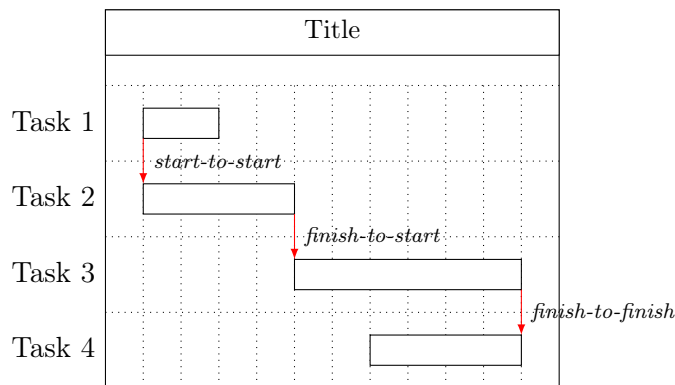 Title
Task 1
start-to-start
Task 2
finish-to-start
Task 3
finish-to-finish
Task 4